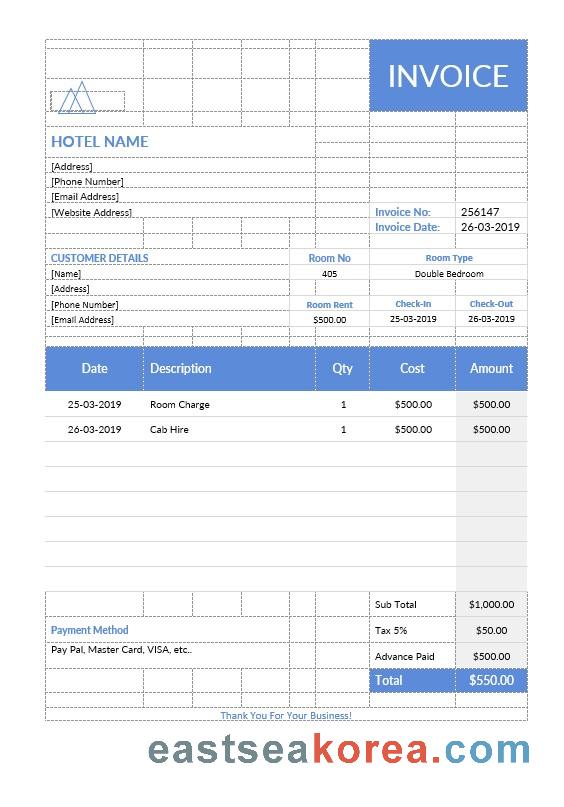 INVOICE
HOTEL NAME
[Address]
[Phone Number]
[Email Address]
[Website Address]
Invoice No: 256147
Invoice Date: 26-03-2019
CUSTOMER DETAILS Room No Room Type
[Name] 405 Double Bedroom
[Address]
[Phone Number] Room Rent Check-In Check-Out
[Email Address] $500.00 25-03-2019 26-03-2019
Date Description Qty Cost Amount
25-03-2019 Room Charge 1 $500.00 $500.00
26-03-2019 Cab Hire 1 $500.00 $500.00
Sub Total $1,000.00
Payment Method Tax 5% $50.00
Pay Pal, Master Card, VISA, etc..
Advance Paid $500.00
Total $550.00
Thank You For Your Business!
eastseakorea.com